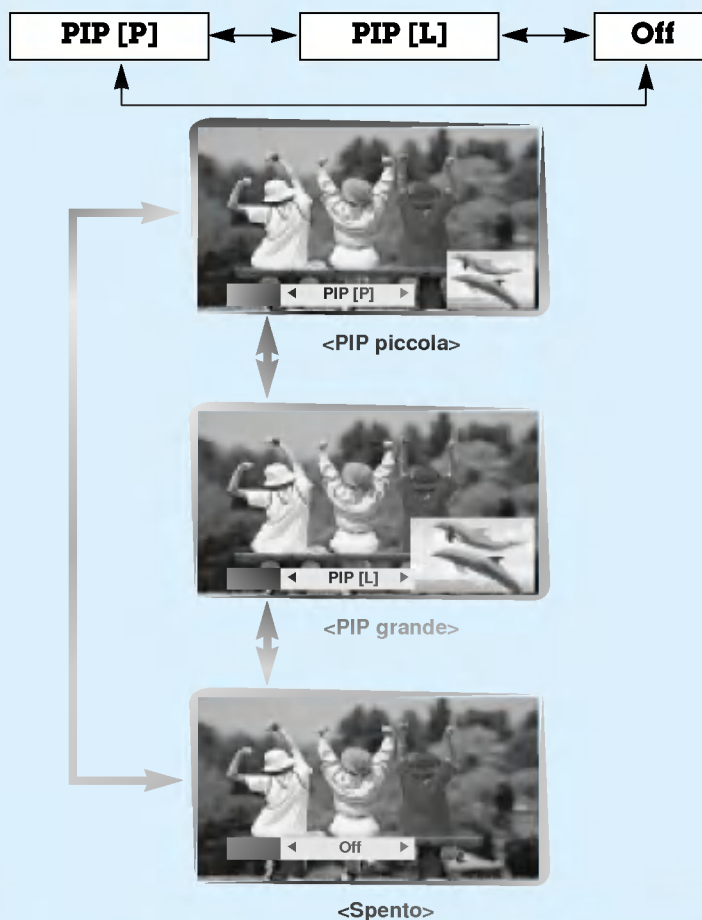 PIP [P] PIP [L] Off
◄ PIP [P] ►
<PIP piccola>
◄ PIP [L] ►
<PIP grande>
◄ Off ►
<Spento>